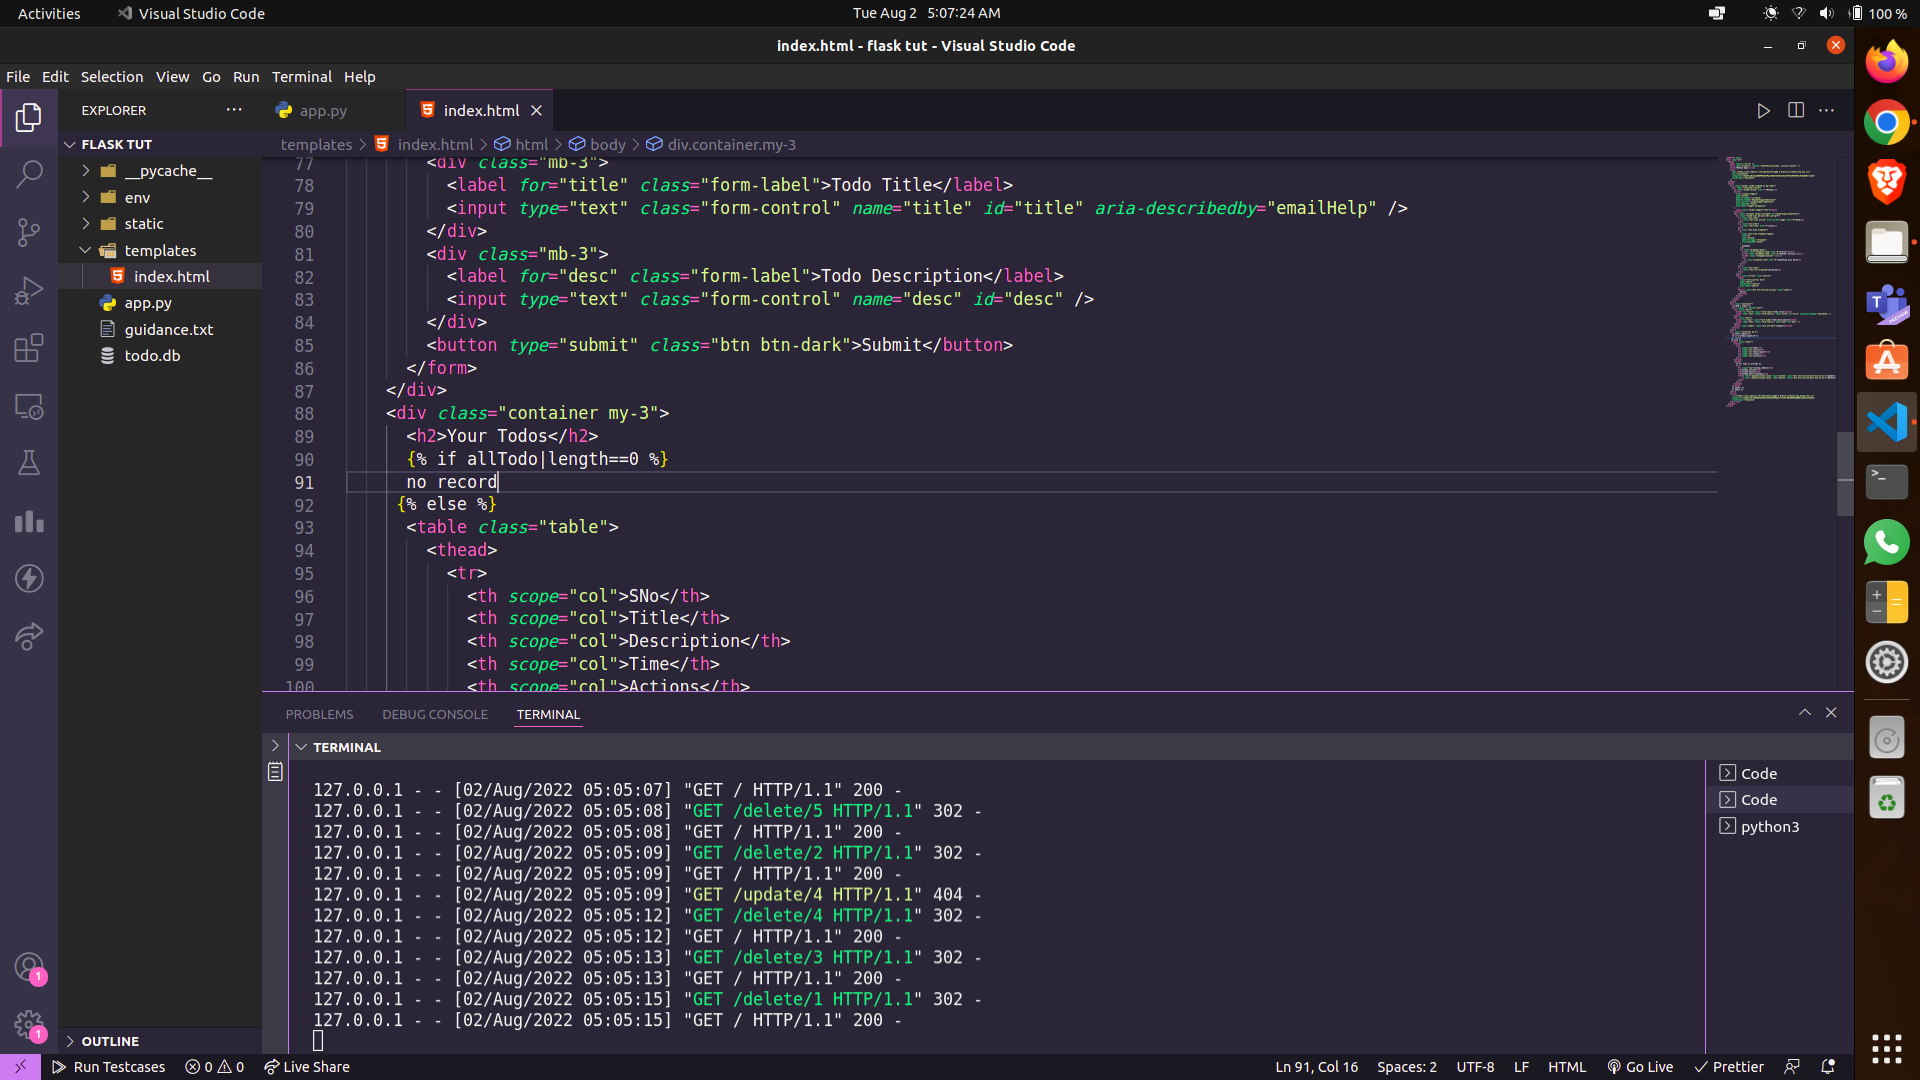 Activities
Visual Studio Code
Tue Aug 2 5:07:24 AM
100 %
index.html - flask tut - Visual Studio Code
File Edit Selection View Go Run Terminal Help
EXPLORER
app.py
index.html
FLASK TUT
templates > index.html > html > body > div.container.my-3
__pycache__
env
static
templates
index.html
app.py
guidance.txt
todo.db
77 <div class="mb-3">
78 <label for="title" class="form-label">Todo Title</label>
79 <input type="text" class="form-control" name="title" id="title" aria-describedby="emailHelp" />
80 </div>
81 <div class="mb-3">
82 <label for="desc" class="form-label">Todo Description</label>
83 <input type="text" class="form-control" name="desc" id="desc" />
84 </div>
85 <button type="submit" class="btn btn-dark">Submit</button>
86 </form>
87 </div>
88 <div class="container my-3">
89 <h2>Your Todos</h2>
90 {% if allTodo|length==0 %}
91 no record
92 {% else %}
93 <table class="table">
94 <thead>
95 <tr>
96 <th scope="col">SNo</th>
97 <th scope="col">Title</th>
98 <th scope="col">Description</th>
99 <th scope="col">Time</th>
100 <th scope="col">Actions</th>
PROBLEMS DEBUG CONSOLE TERMINAL
TERMINAL
127.0.0.1 - - [02/Aug/2022 05:05:07] "GET / HTTP/1.1" 200 -
127.0.0.1 - - [02/Aug/2022 05:05:08] "GET /delete/5 HTTP/1.1" 302 -
127.0.0.1 - - [02/Aug/2022 05:05:08] "GET / HTTP/1.1" 200 -
127.0.0.1 - - [02/Aug/2022 05:05:09] "GET /delete/2 HTTP/1.1" 302 -
127.0.0.1 - - [02/Aug/2022 05:05:09] "GET / HTTP/1.1" 200 -
127.0.0.1 - - [02/Aug/2022 05:05:09] "GET /update/4 HTTP/1.1" 404 -
127.0.0.1 - - [02/Aug/2022 05:05:12] "GET /delete/4 HTTP/1.1" 302 -
127.0.0.1 - - [02/Aug/2022 05:05:12] "GET / HTTP/1.1" 200 -
127.0.0.1 - - [02/Aug/2022 05:05:13] "GET /delete/3 HTTP/1.1" 302 -
127.0.0.1 - - [02/Aug/2022 05:05:13] "GET / HTTP/1.1" 200 -
127.0.0.1 - - [02/Aug/2022 05:05:15] "GET /delete/1 HTTP/1.1" 302 -
127.0.0.1 - - [02/Aug/2022 05:05:15] "GET / HTTP/1.1" 200 -
Code
Code
python3
1
1
OUTLINE
Run Testcases
0 0
Live Share
Ln 91, Col 16
Spaces: 2
UTF-8
LF
HTML
Go Live
Prettier